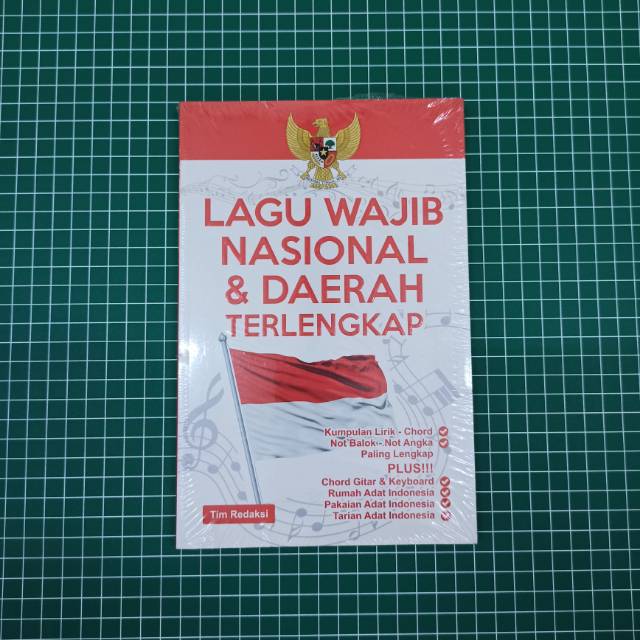 LAGU WAJIB
NASIONAL
& DAERAH
TERLENGKAP
Kumpulan Lirik - Chord
Not Balok - Not Angka
Paling Lengkap
PLUS!!!
Chord Gitar & Keyboard
Rumah Adat Indonesia
Pakaian Adat Indonesia
Tarian Adat Indonesia
Tim Redaksi